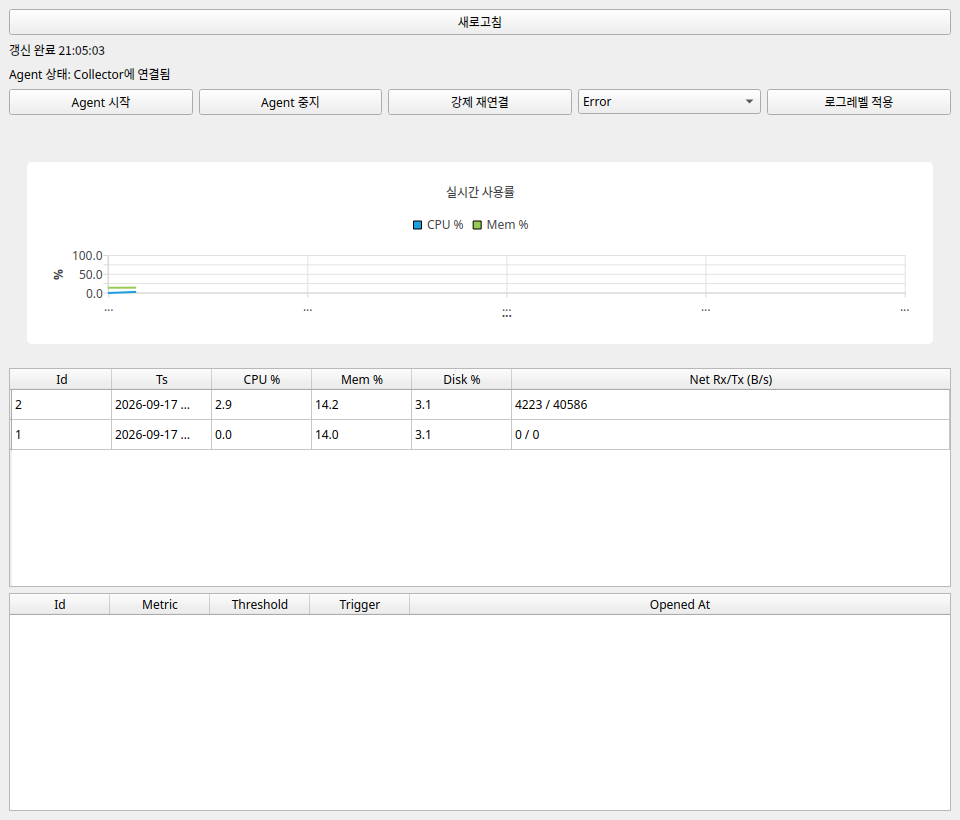 새로고침
갱신 완료 21:05:03
Agent 상태: Collector에 연결됨
Agent 시작 Agent 중지 강제 재연결 Error 로그레벨 적용
실시간 사용률
CPU % Mem %
%
100.0
50.0
0.0
... ... ... ... ...
...
Id Ts CPU % Mem % Disk % Net Rx/Tx (B/s)
2 2026-09-17 ... 2.9 14.2 3.1 4223 / 40586
1 2026-09-17 ... 0.0 14.0 3.1 0 / 0
Id Metric Threshold Trigger Opened At